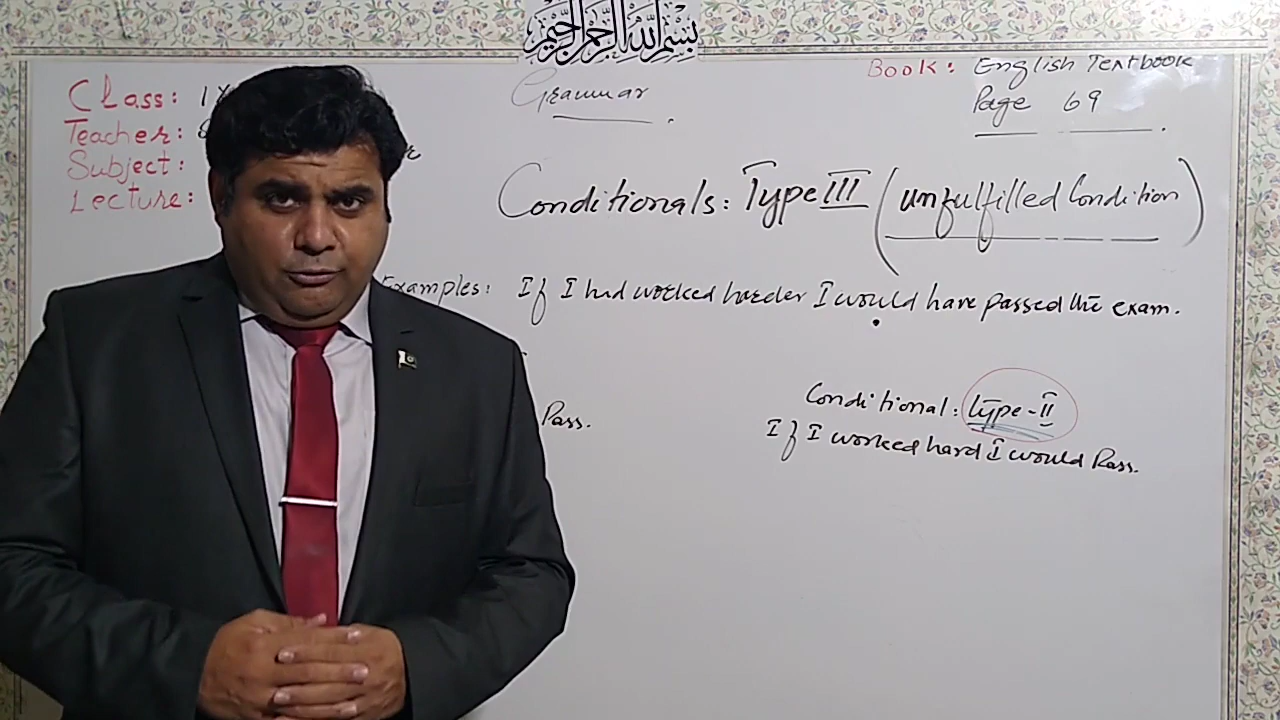 بسم الله الرحمن الرحيم
Grammar
Book: English Textbook
Page 69
Class:
Teacher:
Subject:
Lecture:
Conditionals: Type III (unfulfilled Condition)
Examples: If I had worked harder I would have passed the exam.
Conditional: type-II
Pass.
If I worked hard I would Pass.